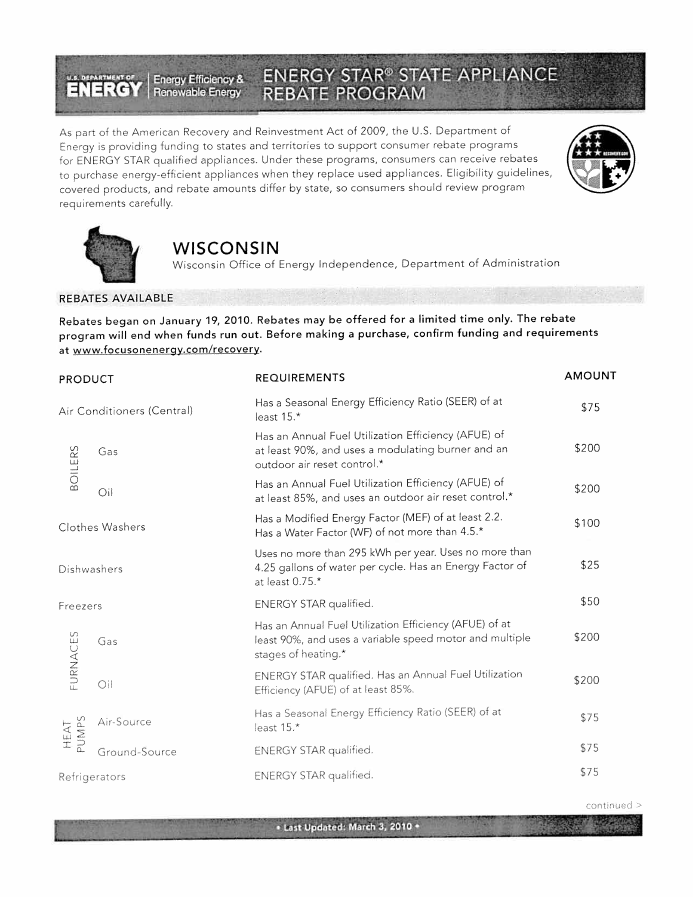 U.S. DEPARTMENT OF
ENERGY
Energy Efficiency &
Renewable Energy
ENERGY STAR® STATE APPLIANCE
REBATE PROGRAM
As part of the American Recovery and Reinvestment Act of 2009, the U.S. Department of
Energy is providing funding to states and territories to support consumer rebate programs
for ENERGY STAR qualified appliances. Under these programs, consumers can receive rebates
to purchase energy-efficient appliances when they replace used appliances. Eligibility guidelines,
covered products, and rebate amounts differ by state, so consumers should review program
requirements carefully.
RECOVERY.GOV
WISCONSIN
Wisconsin Office of Energy Independence, Department of Administration
REBATES AVAILABLE
Rebates began on January 19, 2010. Rebates may be offered for a limited time only. The rebate
program will end when funds run out. Before making a purchase, confirm funding and requirements
at www.focusonenergy.com/recovery.
PRODUCT REQUIREMENTS AMOUNT
Air Conditioners (Central) Has a Seasonal Energy Efficiency Ratio (SEER) of at $75
least 15.*
BOILERS
Gas Has an Annual Fuel Utilization Efficiency (AFUE) of
at least 90%, and uses a modulating burner and an $200
outdoor air reset control.*
Oil Has an Annual Fuel Utilization Efficiency (AFUE) of $200
at least 85%, and uses an outdoor air reset control.*
Clothes Washers Has a Modified Energy Factor (MEF) of at least 2.2. $100
Has a Water Factor (WF) of not more than 4.5.*
Dishwashers Uses no more than 295 kWh per year. Uses no more than
4.25 gallons of water per cycle. Has an Energy Factor of $25
at least 0.75.*
Freezers ENERGY STAR qualified. $50
FURNACES
Gas Has an Annual Fuel Utilization Efficiency (AFUE) of at
least 90%, and uses a variable speed motor and multiple $200
stages of heating.*
Oil ENERGY STAR qualified. Has an Annual Fuel Utilization $200
Efficiency (AFUE) of at least 85%.
HEAT
PUMPS
Air-Source Has a Seasonal Energy Efficiency Ratio (SEER) of at $75
least 15.*
Ground-Source ENERGY STAR qualified. $75
Refrigerators ENERGY STAR qualified. $75
continued >
• Last Updated: March 3, 2010 •